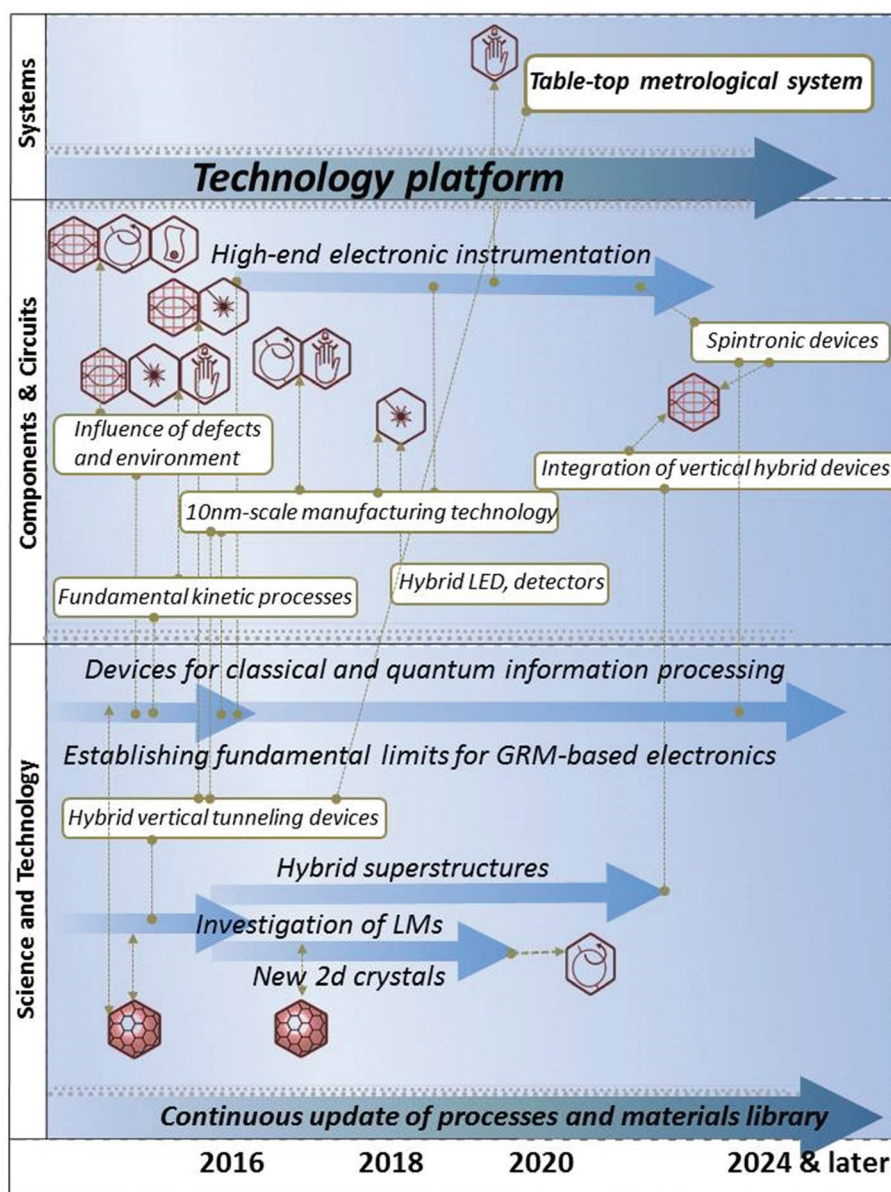 Systems
Table-top metrological system
Technology platform
Components & Circuits
High-end electronic instrumentation
Spintronic devices
Influence of defects
and environment
Integration of vertical hybrid devices
10nm-scale manufacturing technology
Hybrid LED, detectors
Fundamental kinetic processes
Science and Technology
Devices for classical and quantum information processing
Establishing fundamental limits for GRM-based electronics
Hybrid vertical tunneling devices
Hybrid superstructures
Investigation of LMs
New 2d crystals
Continuous update of processes and materials library
2016 2018 2020 2024 & later